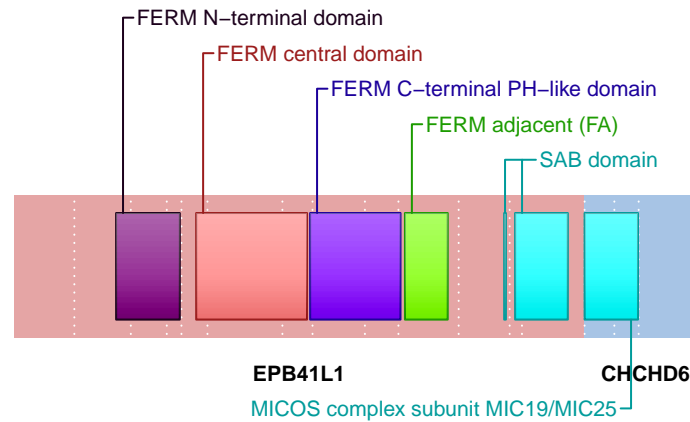 FERM N−terminal domain
FERM central domain
FERM C−terminal PH−like domain
FERM adjacent (FA)
SAB domain
EPB41L1
CHCHD6
MICOS complex subunit MIC19/MIC25